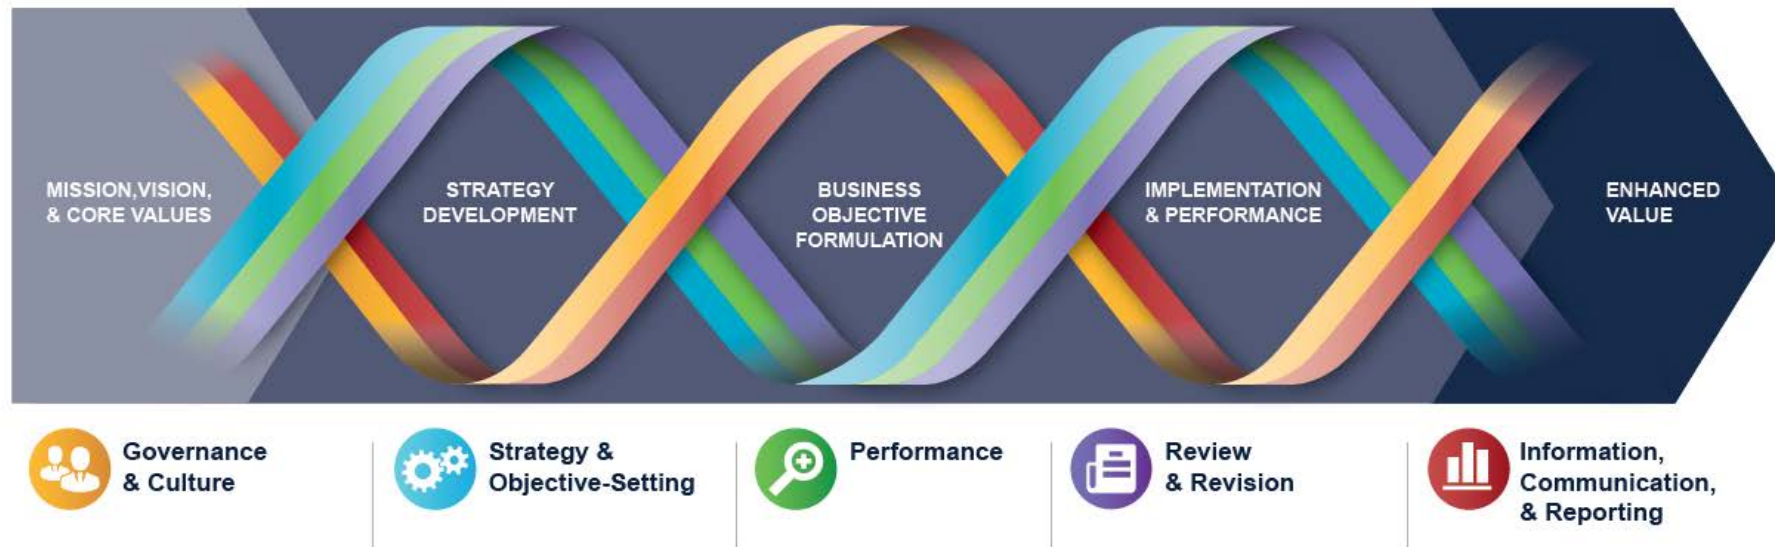 MISSION,VISION,
& CORE VALUES
STRATEGY
DEVELOPMENT
BUSINESS
OBJECTIVE
FORMULATION
IMPLEMENTATION
& PERFORMANCE
ENHANCED
VALUE
Governance
& Culture
Strategy &
Objective-Setting
Performance
Review
& Revision
Information,
Communication,
& Reporting